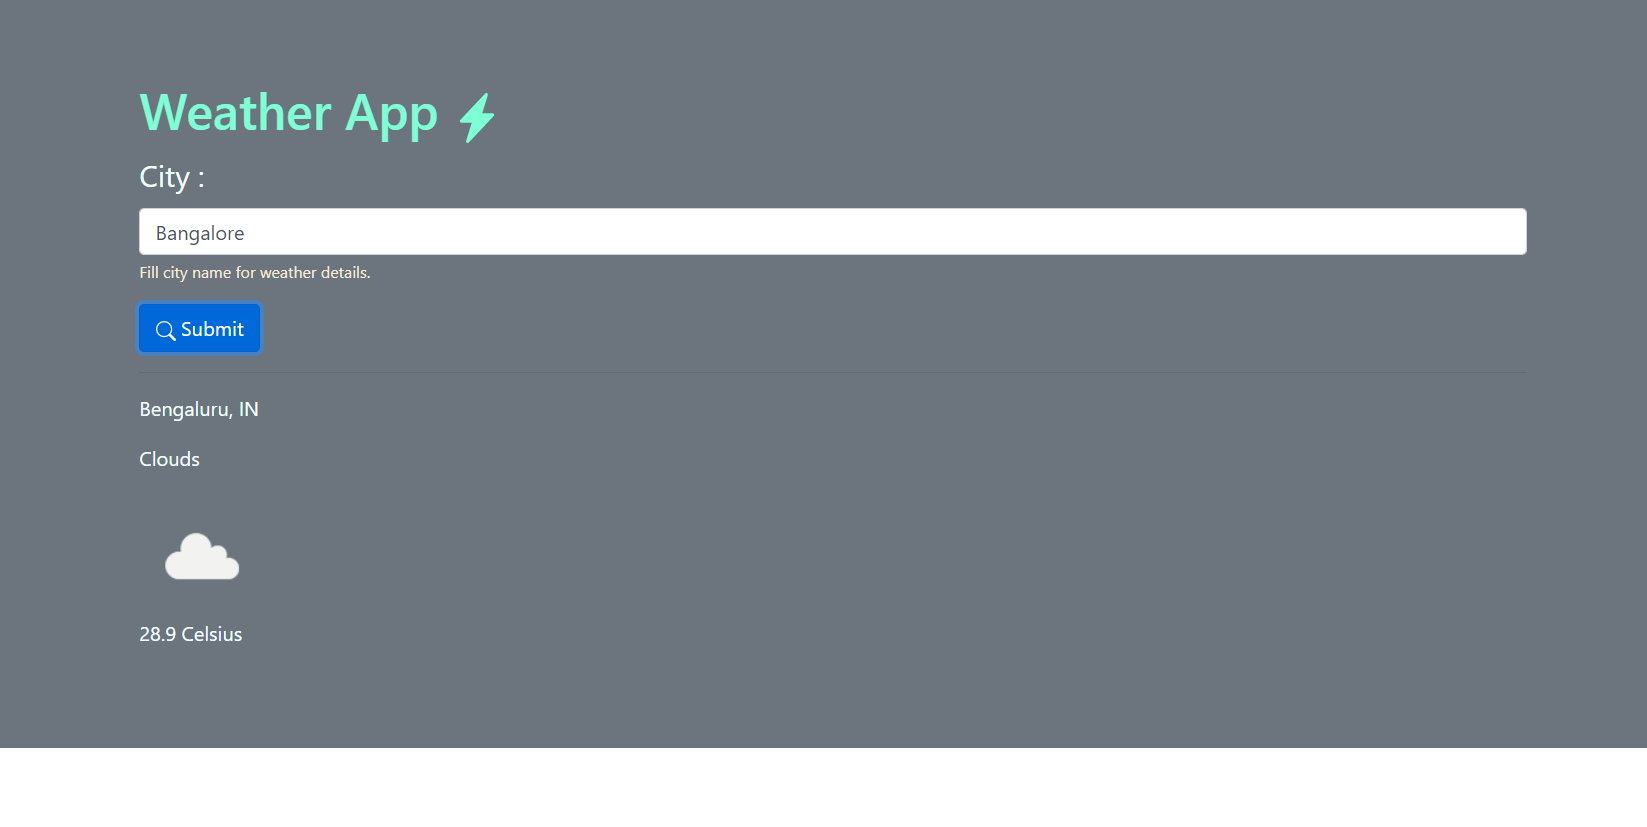 Weather App
City :
Bangalore
Fill city name for weather details.
Submit
Bengaluru, IN
Clouds
28.9 Celsius